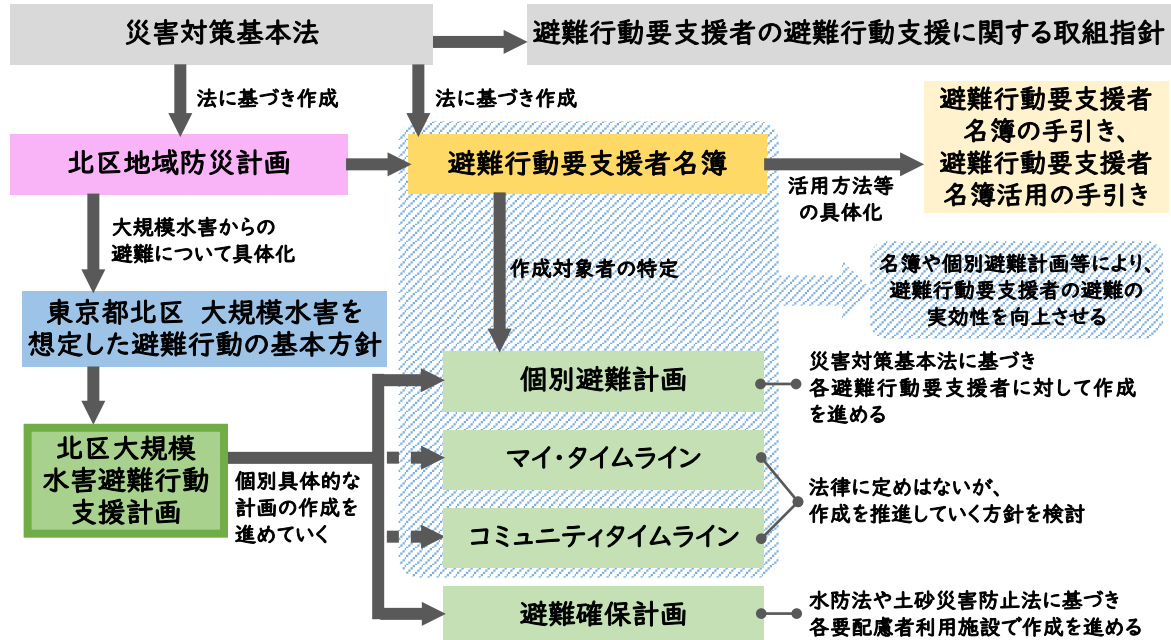 災害対策基本法
避難行動要支援者の避難行動支援に関する取組指針
法に基づき作成
法に基づき作成
避難行動要支援者
名簿の手引き、
避難行動要支援者
名簿活用の手引き
北区地域防災計画
避難行動要支援者名簿
活用方法等
の具体化
大規模水害からの
避難について具体化
作成対象者の特定
名簿や個別避難計画等により、
避難行動要支援者の避難の
実効性を向上させる
東京都北区 大規模水害を
想定した避難行動の基本方針
個別避難計画
災害対策基本法に基づき
各避難行動要支援者に対して作成
を進める
北区大規模
水害避難行動
支援計画
個別具体的な
計画の作成を
進めていく
マイ・タイムライン
コミュニティタイムライン
法律に定めはないが、
作成を推進していく方針を検討
避難確保計画
水防法や土砂災害防止法に基づき
各要配慮者利用施設で作成を進める